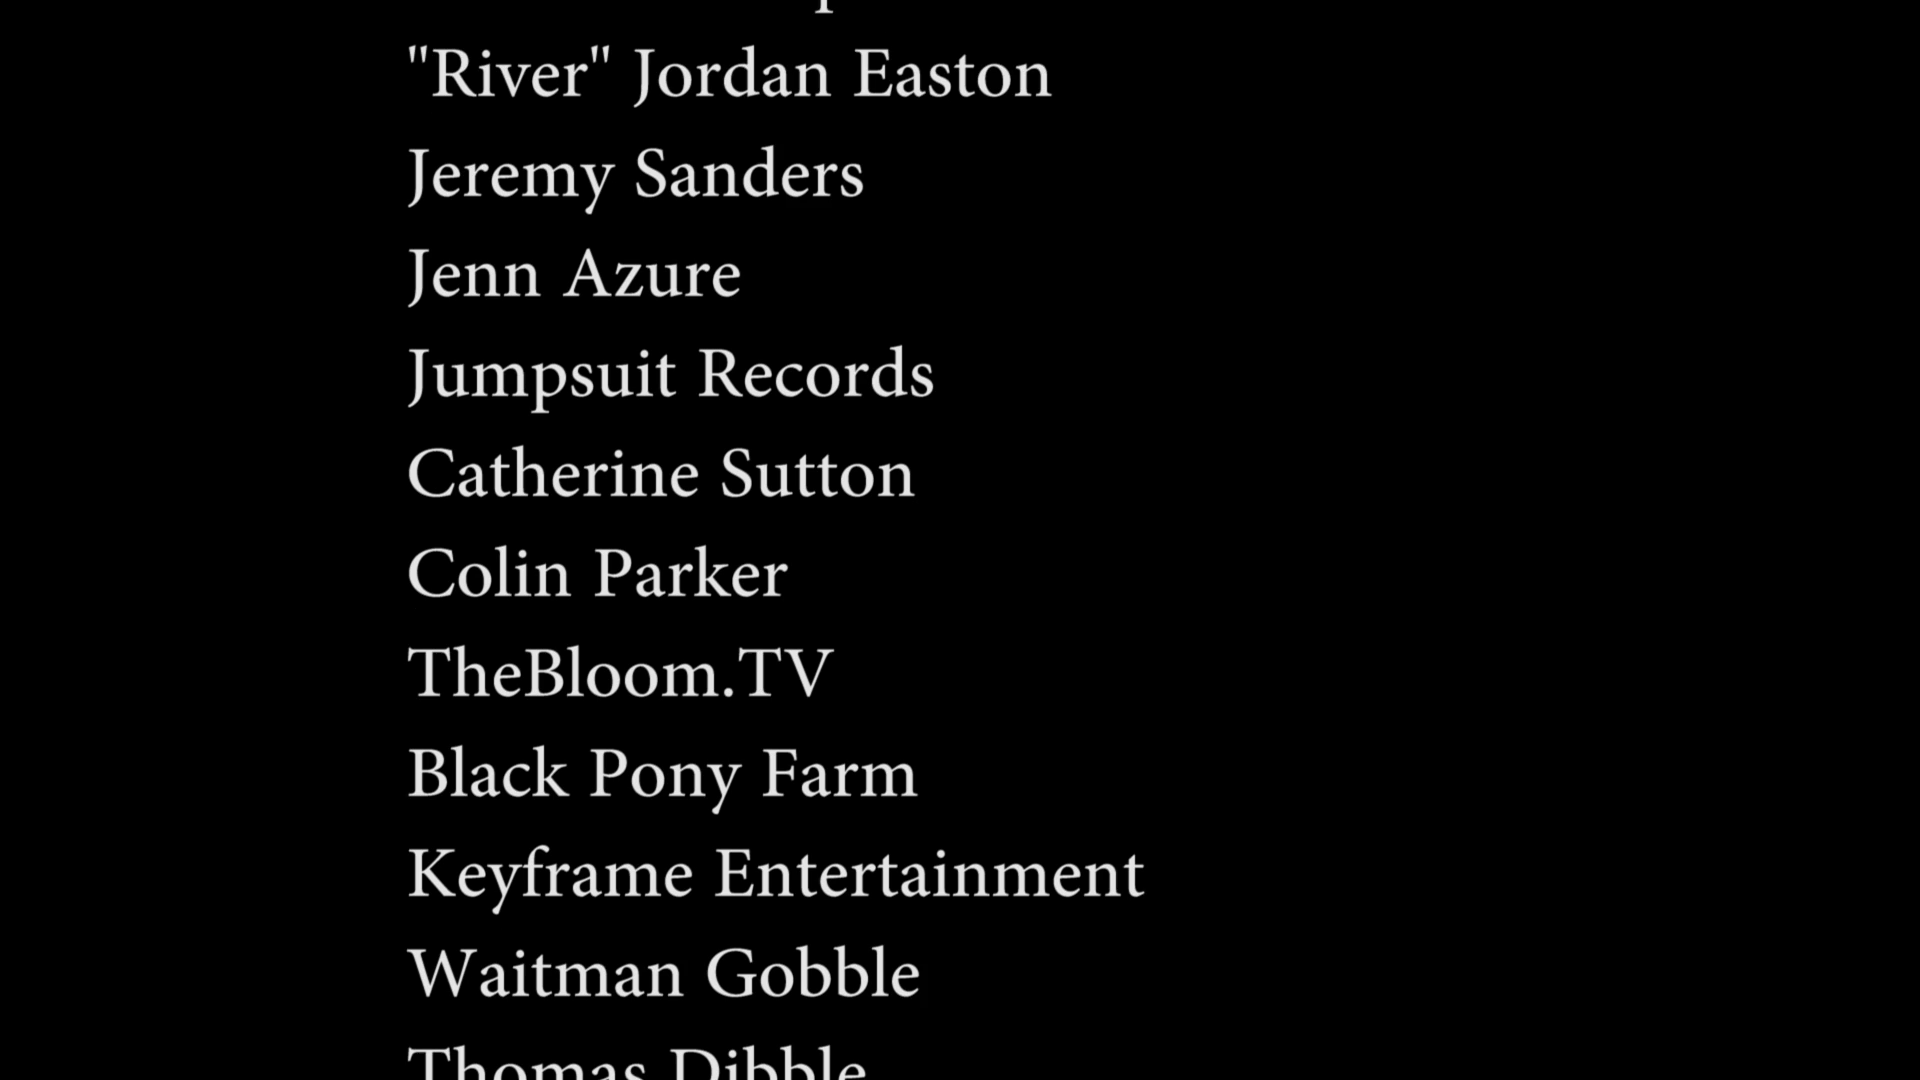 "River" Jordan Easton
Jeremy Sanders
Jenn Azure
Jumpsuit Records
Catherine Sutton
Colin Parker
TheBloom.TV
Black Pony Farm
Keyframe Entertainment
Waitman Gobble
Thomas Dibble